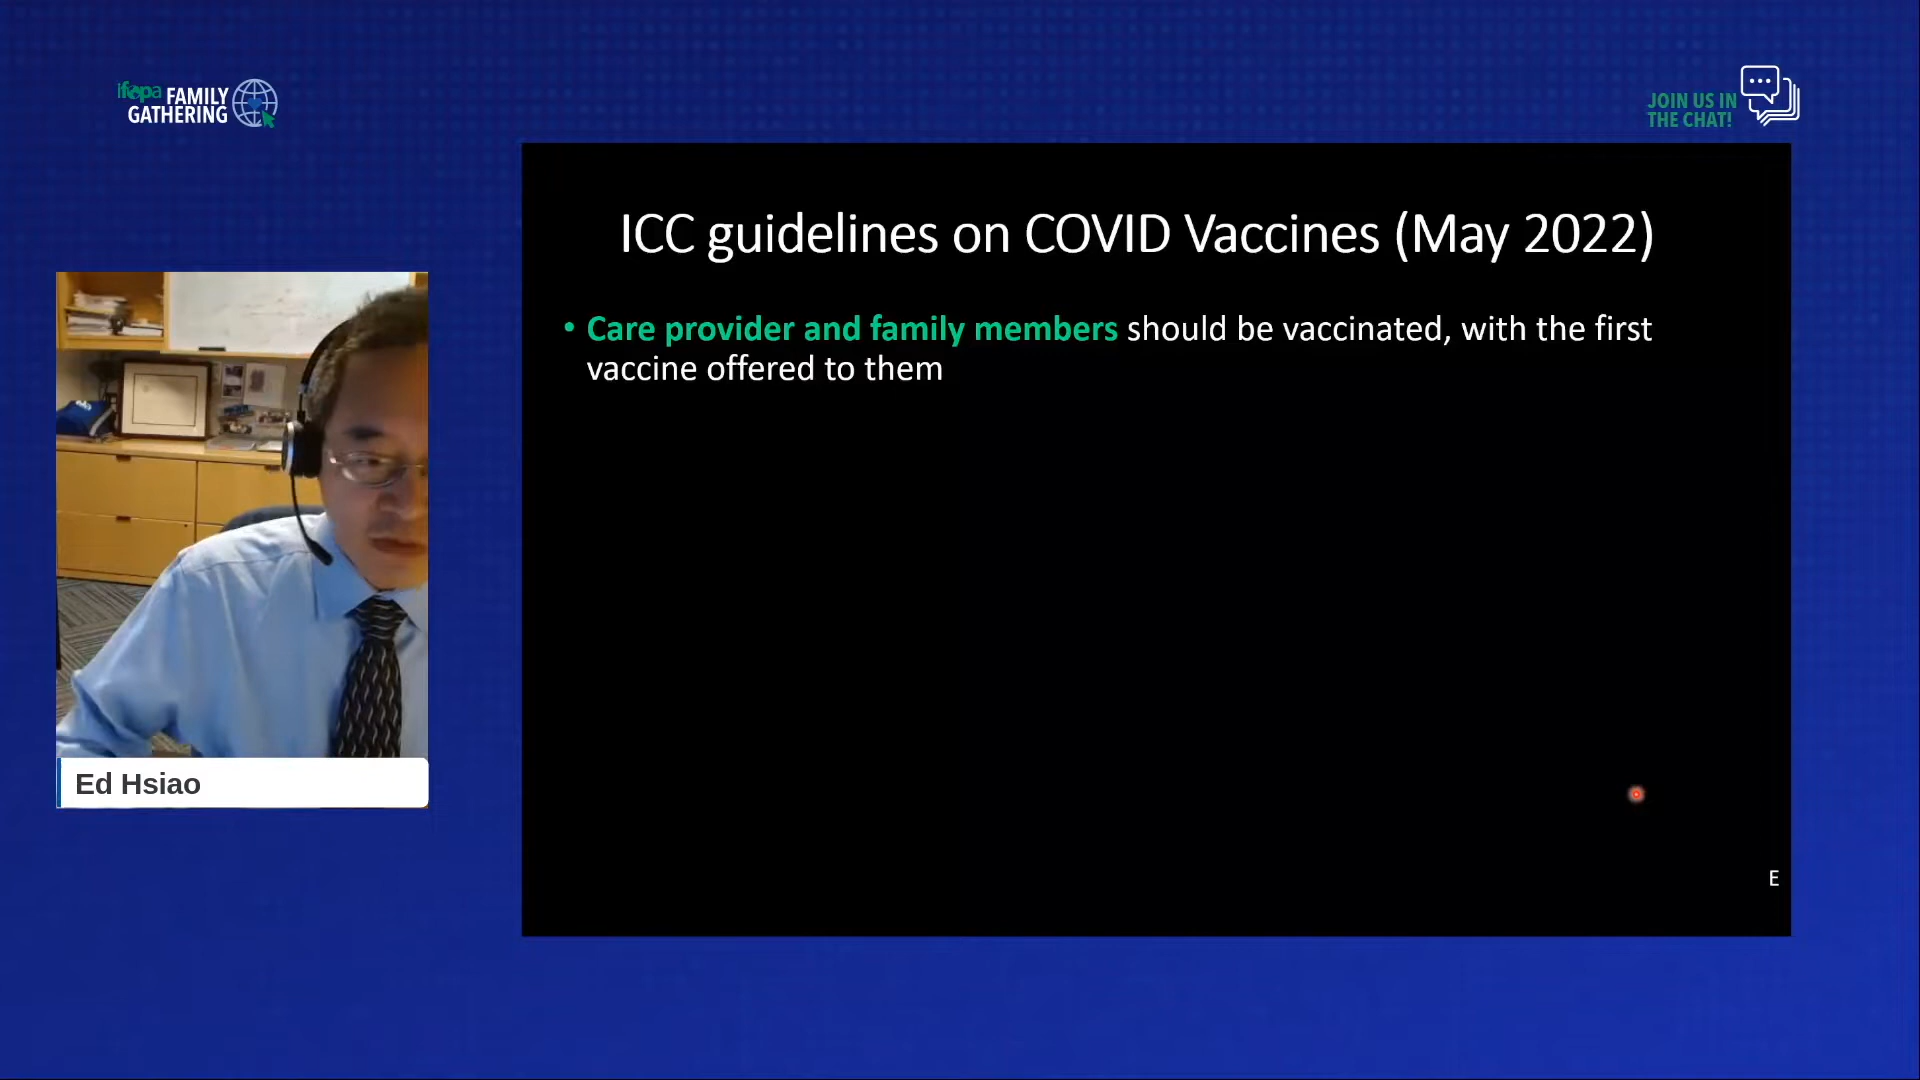 ifopa FAMILY
GATHERING
JOIN US IN
THE CHAT!
ICC guidelines on COVID Vaccines (May 2022)
• Care provider and family members should be vaccinated, with the first
vaccine offered to them
Ed Hsiao
E